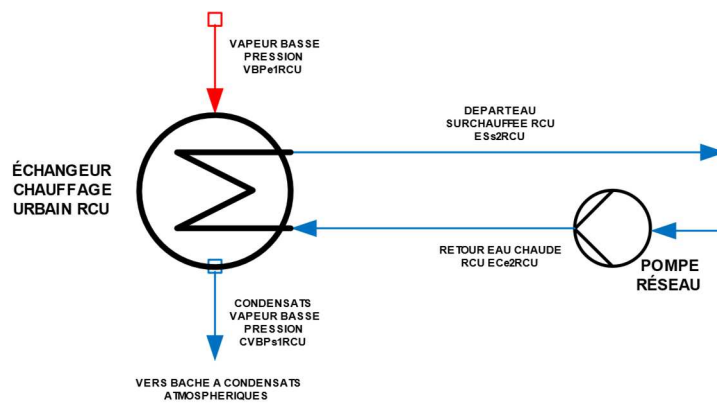 VAPEUR BASSE
PRESSION
VBPe1RCU
DEPARTEAU
SURCHAUFFEE RCU
ESs2RCU
ÉCHANGEUR
CHAUFFAGE
URBAIN RCU
RETOUR EAU CHAUDE
RCU ECe2RCU
POMPE
RÉSEAU
CONDENSATS
VAPEUR BASSE
PRESSION
CVBPs1RCU
VERS BACHE A CONDENSATS
ATMOSPHERIQUES